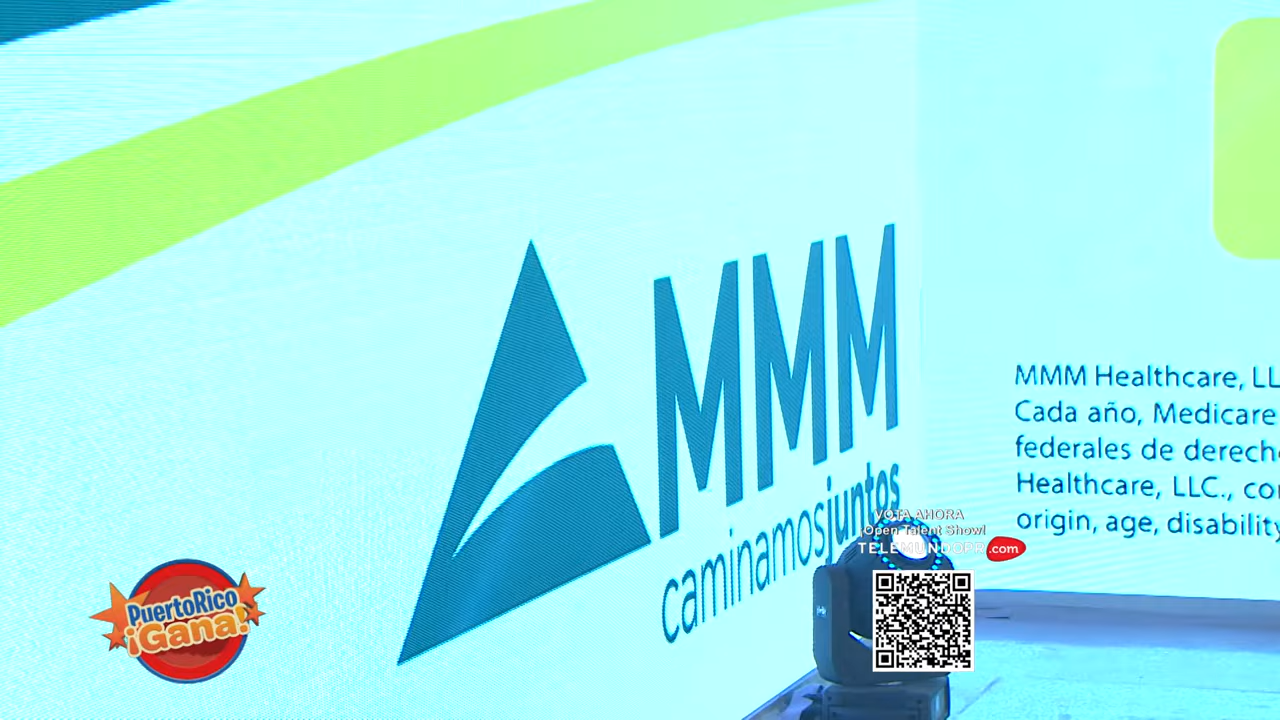 MMM
caminamosjuntos
MMM Healthcare, LL
Cada año, Medicare
federales de derech
Healthcare, LLC., co
origin, age, disability
VOTA AHORA
¡Open Talent Show!
TELEMUNDOPR.com
PuertoRico
¡Gana!